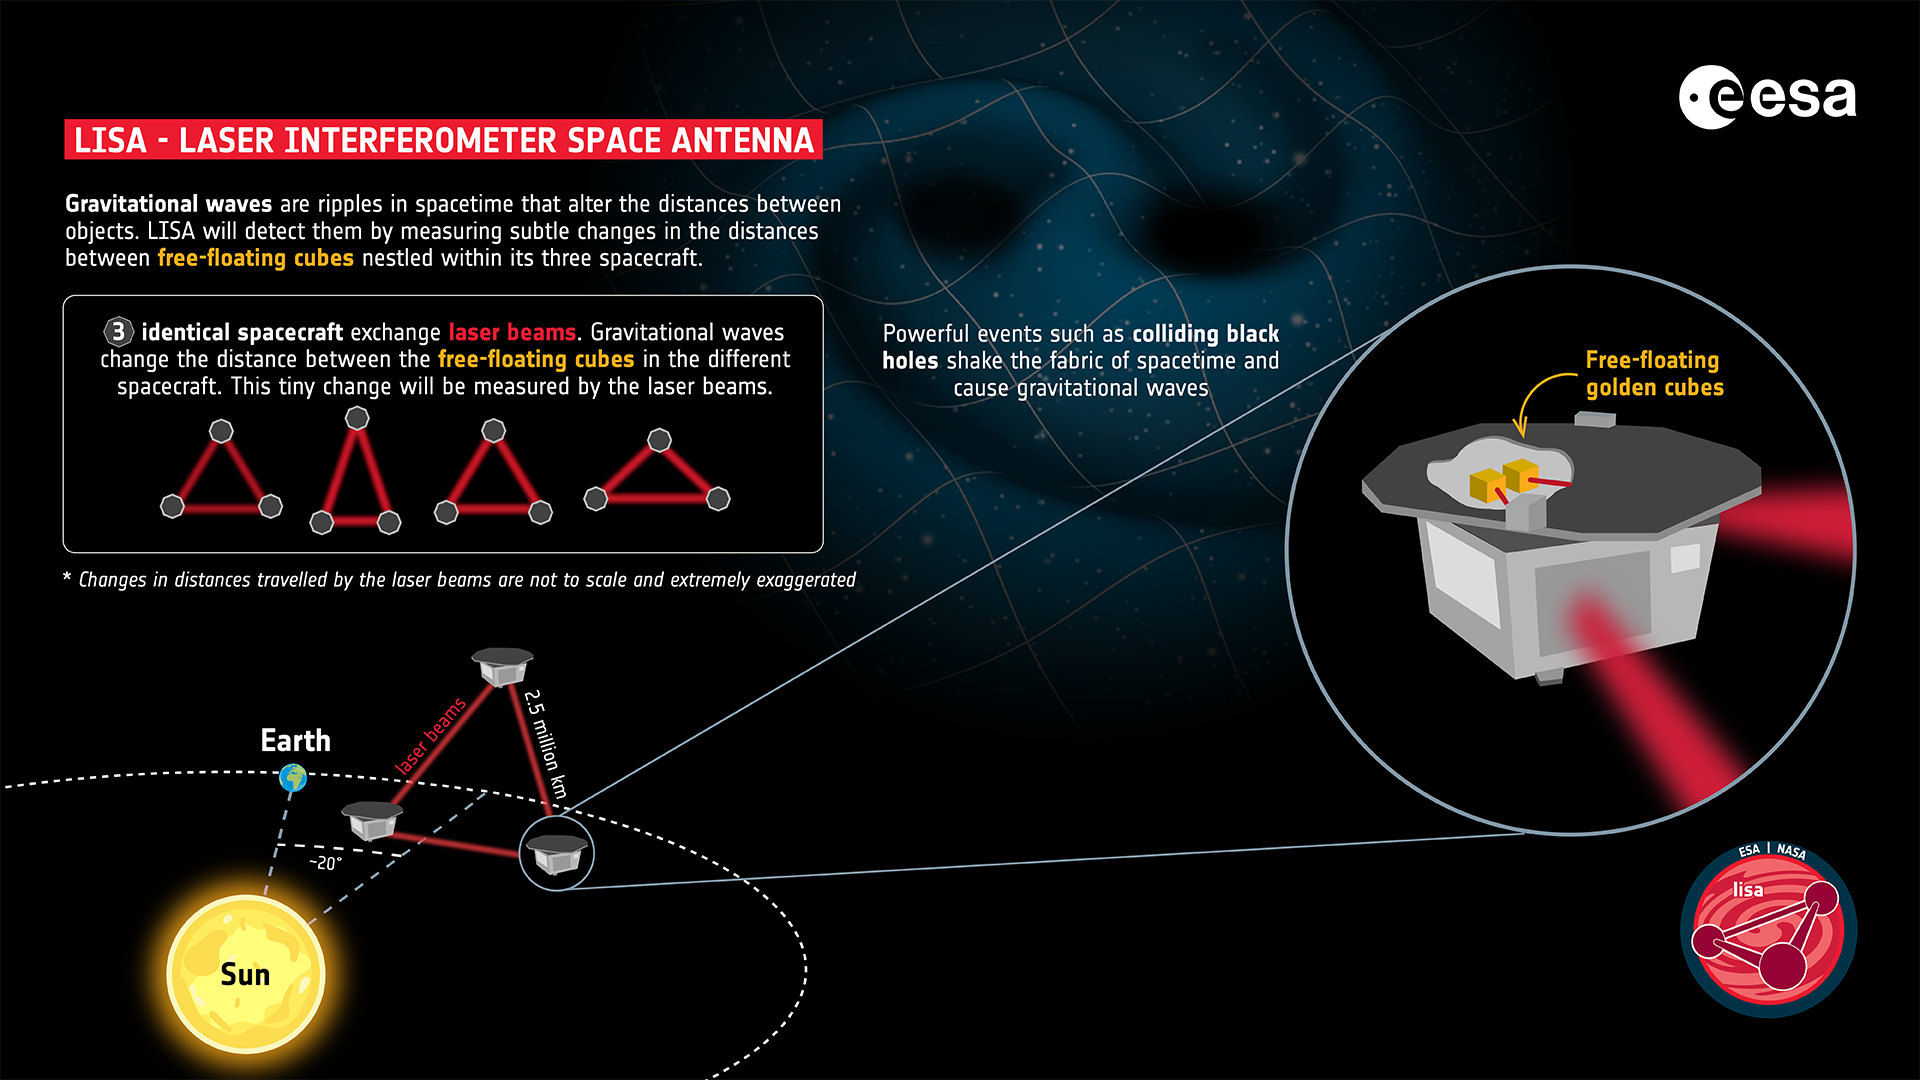 esa
LISA - LASER INTERFEROMETER SPACE ANTENNA
Gravitational waves are ripples in spacetime that alter the distances between
objects. LISA will detect them by measuring subtle changes in the distances
between free-floating cubes nestled within its three spacecraft.
3 identical spacecraft exchange laser beams. Gravitational waves
change the distance between the free-floating cubes in the different
spacecraft. This tiny change will be measured by the laser beams.
* Changes in distances travelled by the laser beams are not to scale and extremely exaggerated
Powerful events such as colliding black
holes shake the fabric of spacetime and
cause gravitational waves
Free-floating
golden cubes
laser beams
2.5 million km
Earth
~20°
Sun
ESA | NASA
lisa